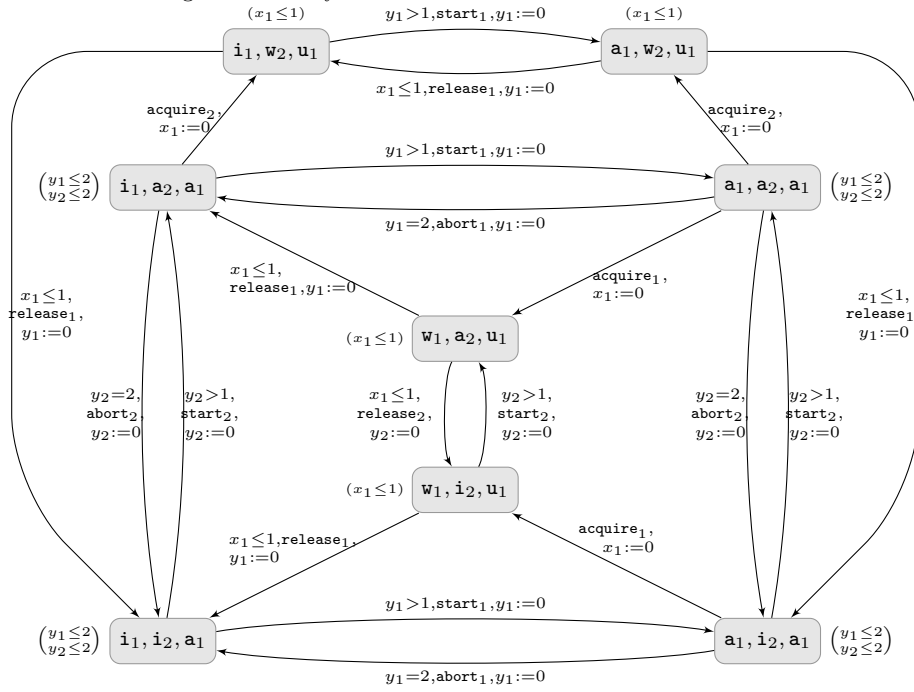 (x₁≤1)
y₁>1,start₁,y₁:=0
(x₁≤1)
i₁, w₂, u₁
a₁, w₂, u₁
x₁≤1,release₁,y₁:=0
acquire₂,
x₁:=0
acquire₂,
x₁:=0
y₁>1,start₁,y₁:=0
(y₁≤2
y₂≤2)
i₁, a₂, a₁
a₁, a₂, a₁
(y₁≤2
y₂≤2)
y₁=2,abort₁,y₁:=0
x₁≤1,
release₁,y₁:=0
acquire₁,
x₁:=0
x₁≤1,
release₁,
y₁:=0
x₁≤1,
release₁
y₁:=0
(x₁≤1)
w₁, a₂, u₁
y₂=2,
abort₂,
y₂:=0
y₂>1,
start₂,
y₂:=0
x₁≤1,
release₂,
y₂:=0
y₂>1,
start₂,
y₂:=0
y₂=2,
abort₂,
y₂:=0
y₂>1,
start₂,
y₂:=0
(x₁≤1)
w₁, i₂, u₁
x₁≤1,release₁,
y₁:=0
acquire₁,
x₁:=0
y₁>1,start₁,y₁:=0
(y₁≤2
y₂≤2)
i₁, i₂, a₁
a₁, i₂, a₁
(y₁≤2
y₂≤2)
y₁=2,abort₁,y₁:=0